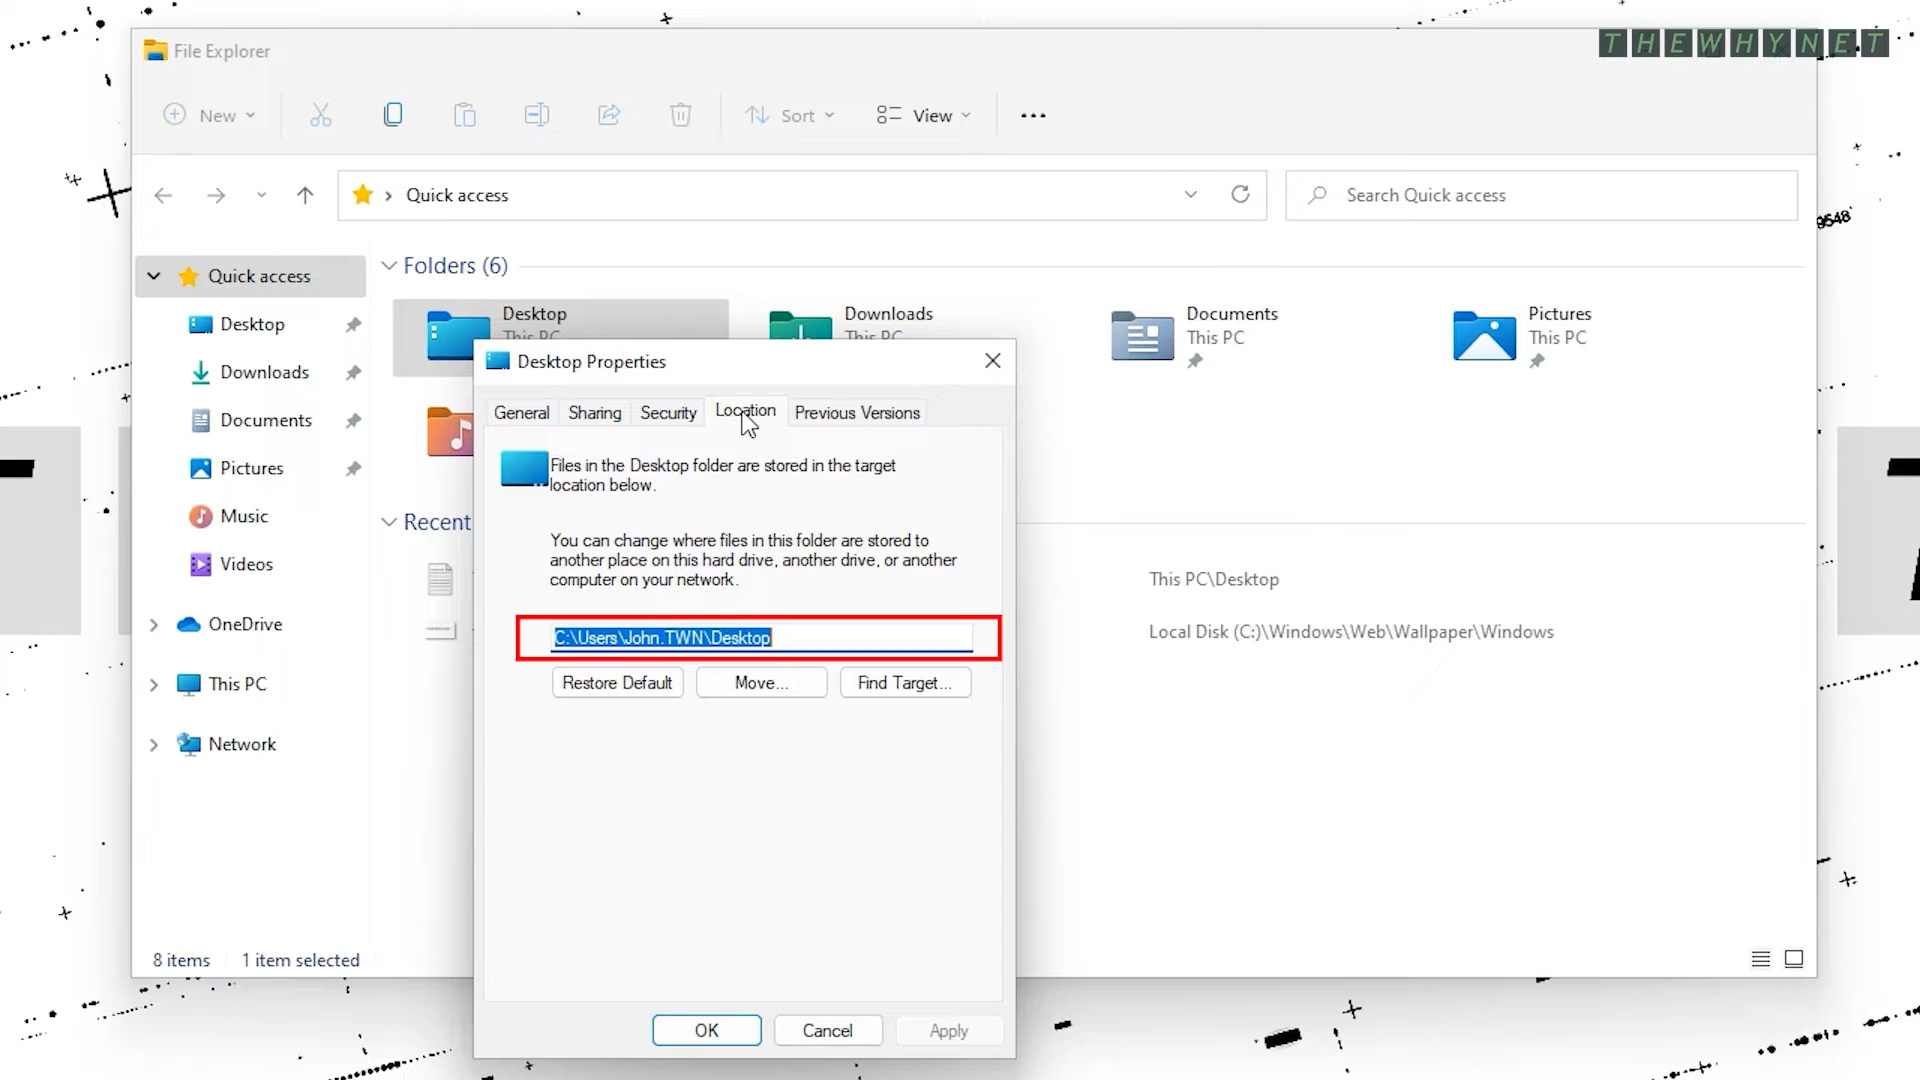 File Explorer
THEWHYNET
New
Sort
View
Quick access
Search Quick access
Quick access
Desktop
Downloads
Documents
Pictures
Music
Videos
OneDrive
This PC
Network
Folders (6)
Desktop
This PC
Downloads
This PC
Documents
This PC
Pictures
This PC
Recent
This PC\Desktop
Local Disk (C:)\Windows\Web\Wallpaper\Windows
Desktop Properties
General Sharing Security Location Previous Versions
Files in the Desktop folder are stored in the target
location below.
You can change where files in this folder are stored to
another place on this hard drive, another drive, or another
computer on your network.
C:\Users\John.TWN\Desktop
Restore Default Move... Find Target...
OK Cancel Apply
8 items 1 item selected
9548